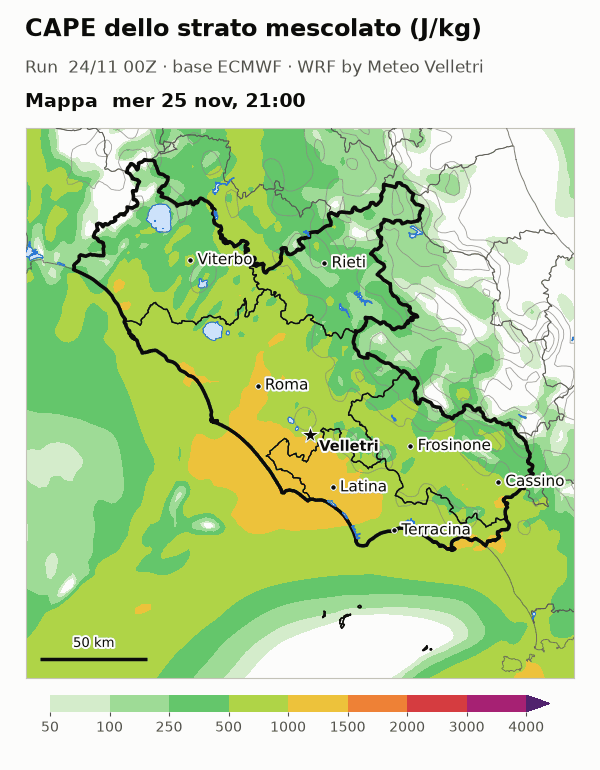 CAPE dello strato mescolato (J/kg)
Run  24/11 00Z · base ECMWF · WRF by Meteo Velletri
Mappa  mer 25 nov, 21:00
Viterbo
Rieti
Roma
Velletri
Frosinone
Latina
Cassino
Terracina
50 km
50 100 250 500 1000 1500 2000 3000 4000